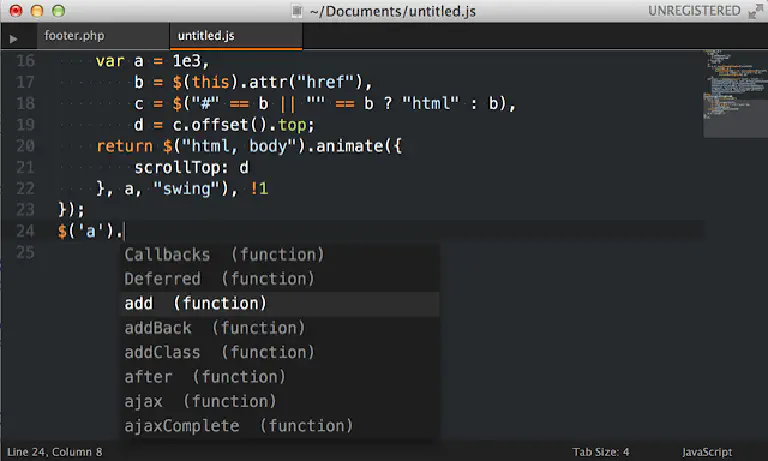 ~/Documents/untitled.js
UNREGISTERED
footer.php
untitled.js
16 var a = 1e3,
17 b = $(this).attr("href"),
18 c = $("#" == b || "" == b ? "html" : b),
19 d = c.offset().top;
20 return $("html, body").animate({
21 scrollTop: d
22 }, a, "swing"), !1
23 });
24 $('a').
25
Callbacks (function)
Deferred (function)
add (function)
addBack (function)
addClass (function)
after (function)
ajax (function)
ajaxComplete (function)
Line 24, Column 8
Tab Size: 4
JavaScript